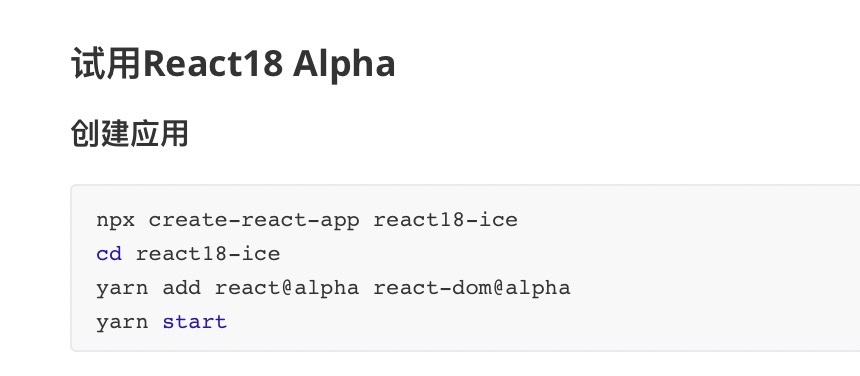 试用React18 Alpha
创建应用
npx create-react-app react18-ice
cd react18-ice
yarn add react@alpha react-dom@alpha
yarn start